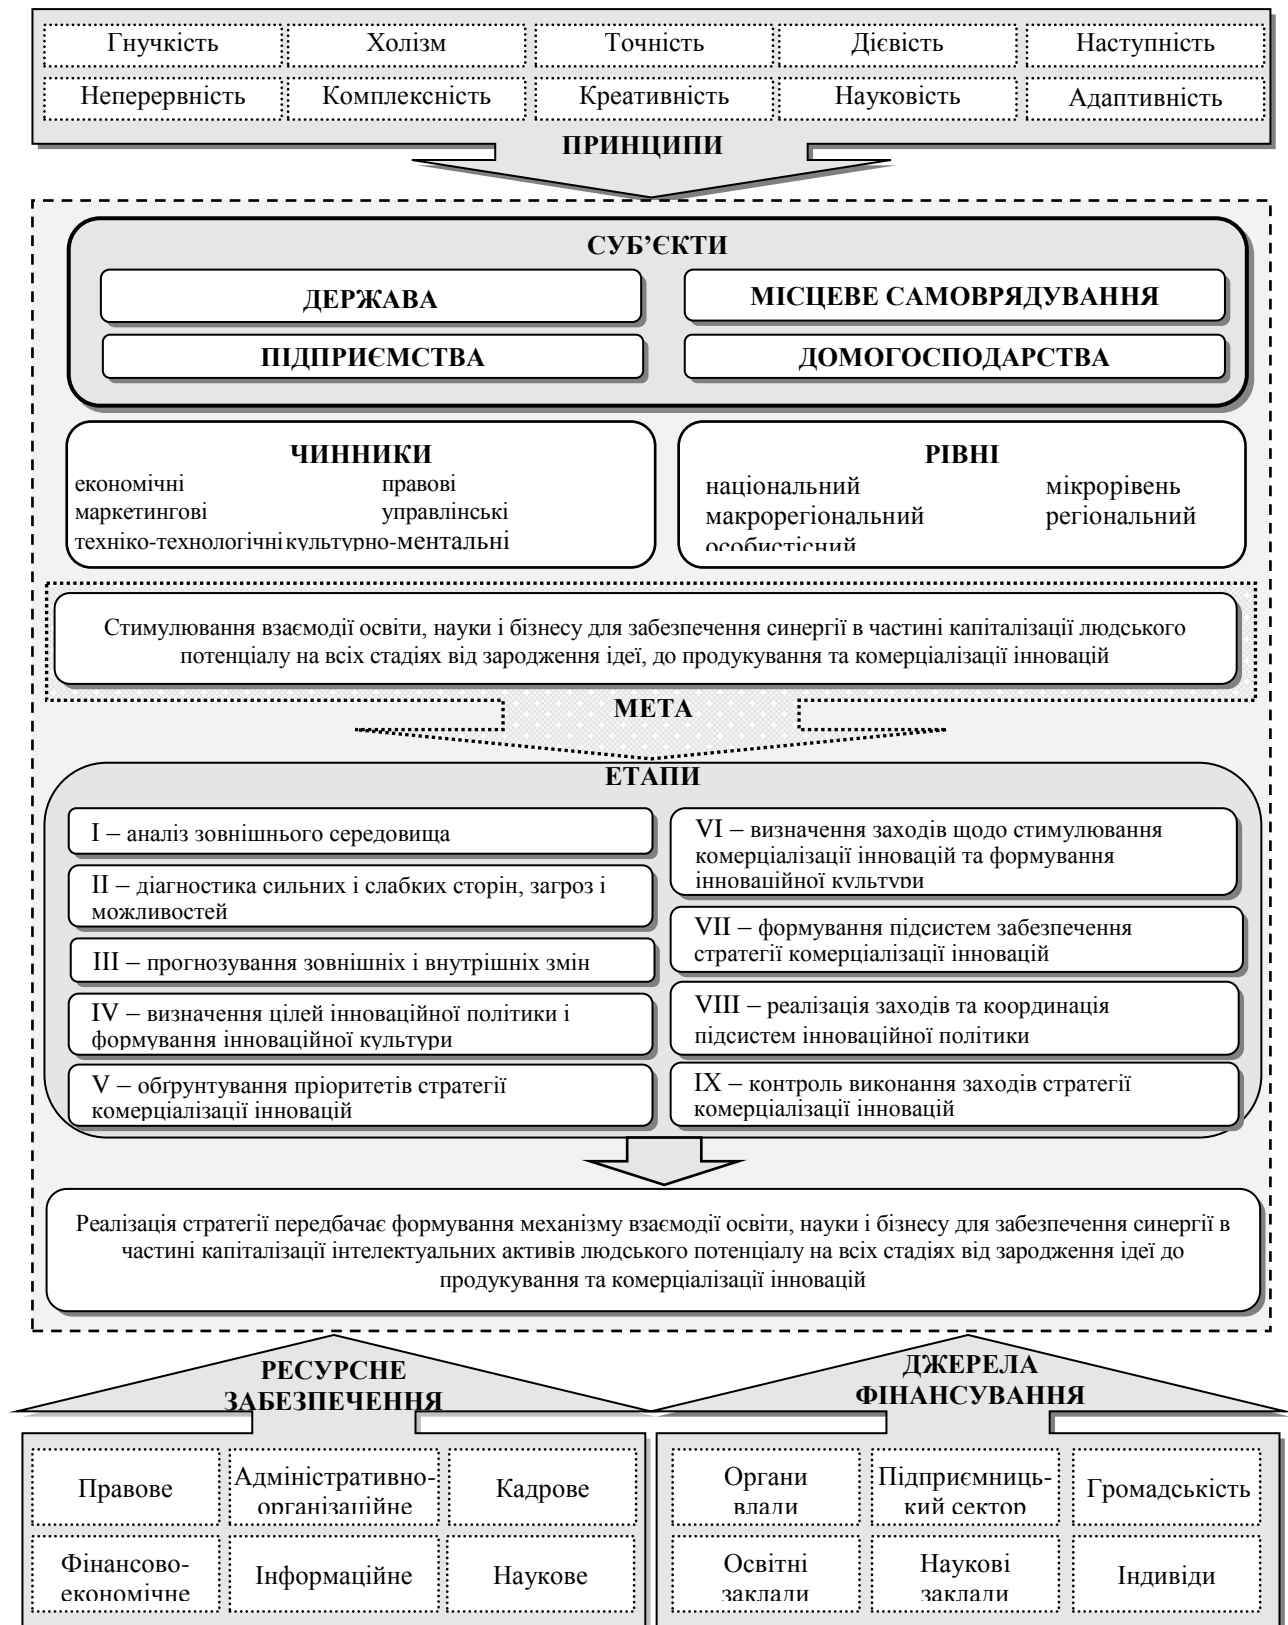 Гнучкість Холізм Точність Дієвість Наступність
Неперервність Комплексність Креативність Науковість Адаптивність
ПРИНЦИПИ
СУБ’ЄКТИ
ДЕРЖАВА МІСЦЕВЕ САМОВРЯДУВАННЯ
ПІДПРИЄМСТВА ДОМОГОСПОДАРСТВА
ЧИННИКИ
економічні правові
маркетингові управлінські
техніко-технологічні культурно-ментальні
РІВНІ
національний мікрорівень
макрорегіональний регіональний
особистісний
Стимулювання взаємодії освіти, науки і бізнесу для забезпечення синергії в частині капіталізації людського
потенціалу на всіх стадіях від зародження ідеї, до продукування та комерціалізації інновацій
МЕТА
ЕТАПИ
I – аналіз зовнішнього середовища
II – діагностика сильних і слабких сторін, загроз і
можливостей
III – прогнозування зовнішніх і внутрішніх змін
IV – визначення цілей інноваційної політики і
формування інноваційної культури
V – обґрунтування пріоритетів стратегії
комерціалізації інновацій
VI – визначення заходів щодо стимулювання
комерціалізації інновацій та формування
інноваційної культури
VII – формування підсистем забезпечення
стратегії комерціалізації інновацій
VIII – реалізація заходів та координація
підсистем інноваційної політики
IX – контроль виконання заходів стратегії
комерціалізації інновацій
Реалізація стратегії передбачає формування механізму взаємодії освіти, науки і бізнесу для забезпечення синергії в
частині капіталізації інтелектуальних активів людського потенціалу на всіх стадіях від зародження ідеї до
продукування та комерціалізації інновацій
РЕСУРСНЕ
ЗАБЕЗПЕЧЕННЯ
Правове
Адміністративно-
організаційне
Кадрове
Фінансово-
економічне
Інформаційне
Наукове
ДЖЕРЕЛА
ФІНАНСУВАННЯ
Органи
влади
Підприємниць-
кий сектор
Громадськість
Освітні
заклади
Наукові
заклади
Індивіди